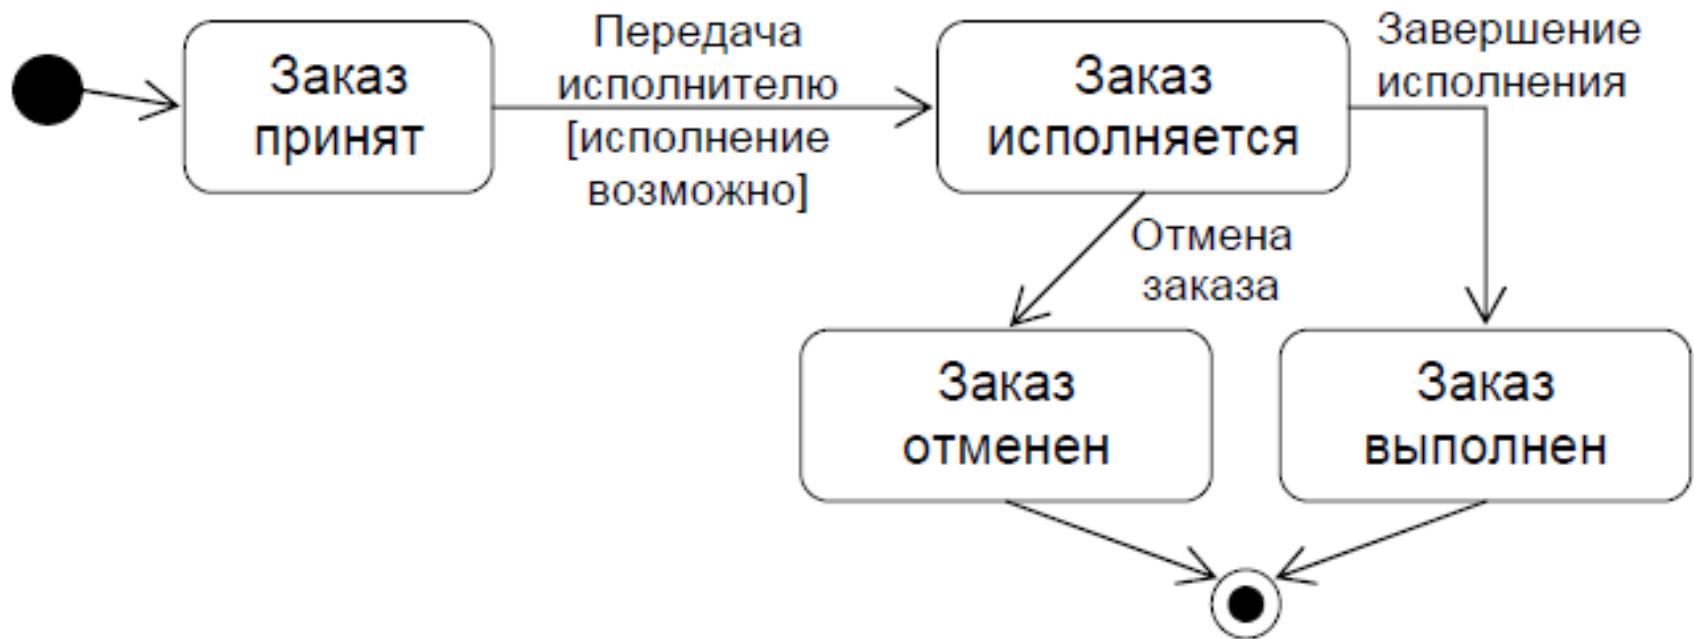 Заказ
принят
Передача
исполнителю
[исполнение
возможно]
Заказ
исполняется
Завершение
исполнения
Отмена
заказа
Заказ
отменен
Заказ
выполнен